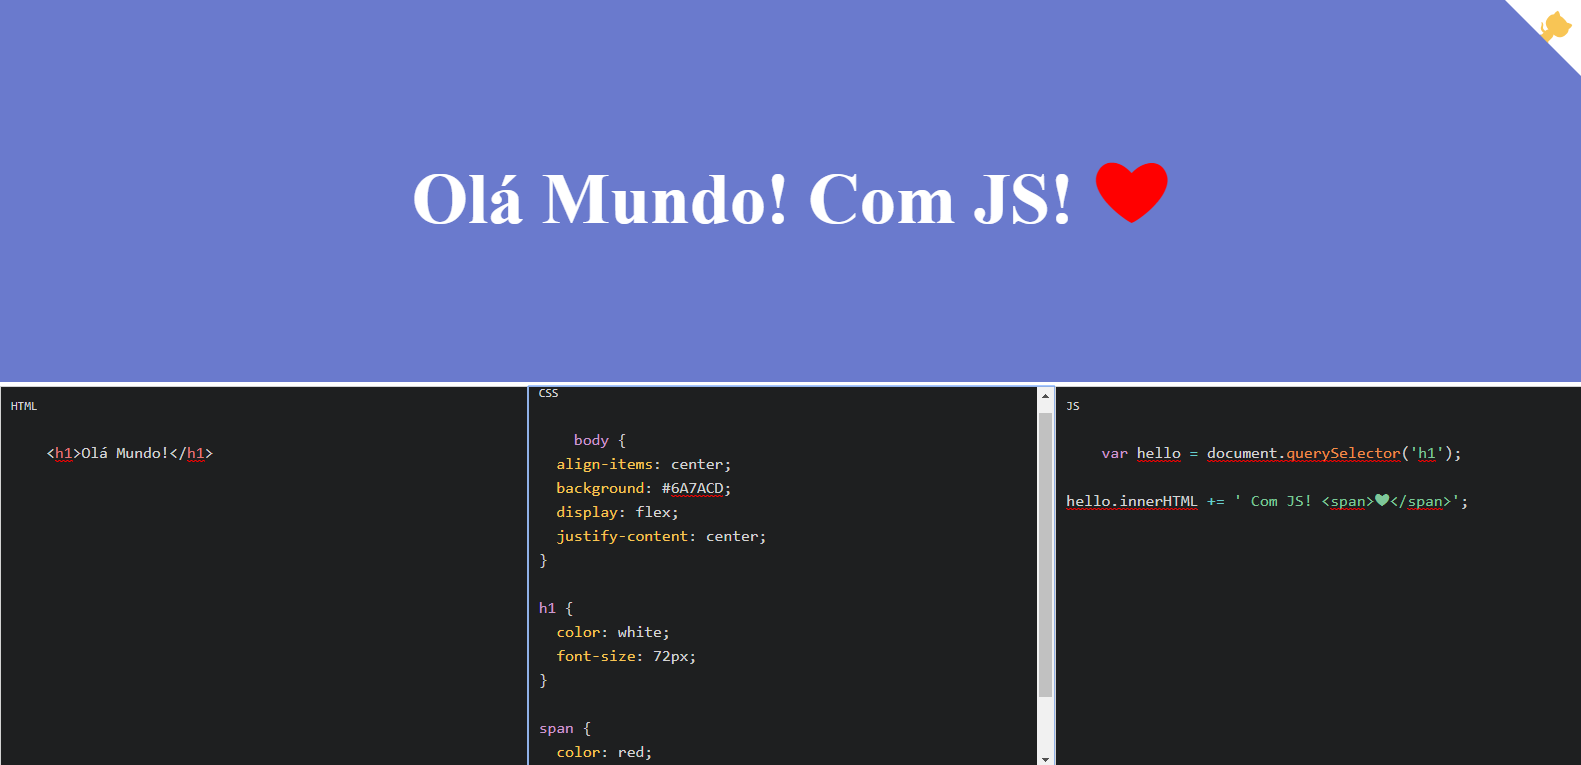 Olá Mundo! Com JS! ♥
HTML
<h1>Olá Mundo!</h1>
CSS
body {
align-items: center;
background: #6A7ACD;
display: flex;
justify-content: center;
}
h1 {
color: white;
font-size: 72px;
}
span {
color: red;
JS
var hello = document.querySelector('h1');
hello.innerHTML += ' Com JS! <span>♥</span>';